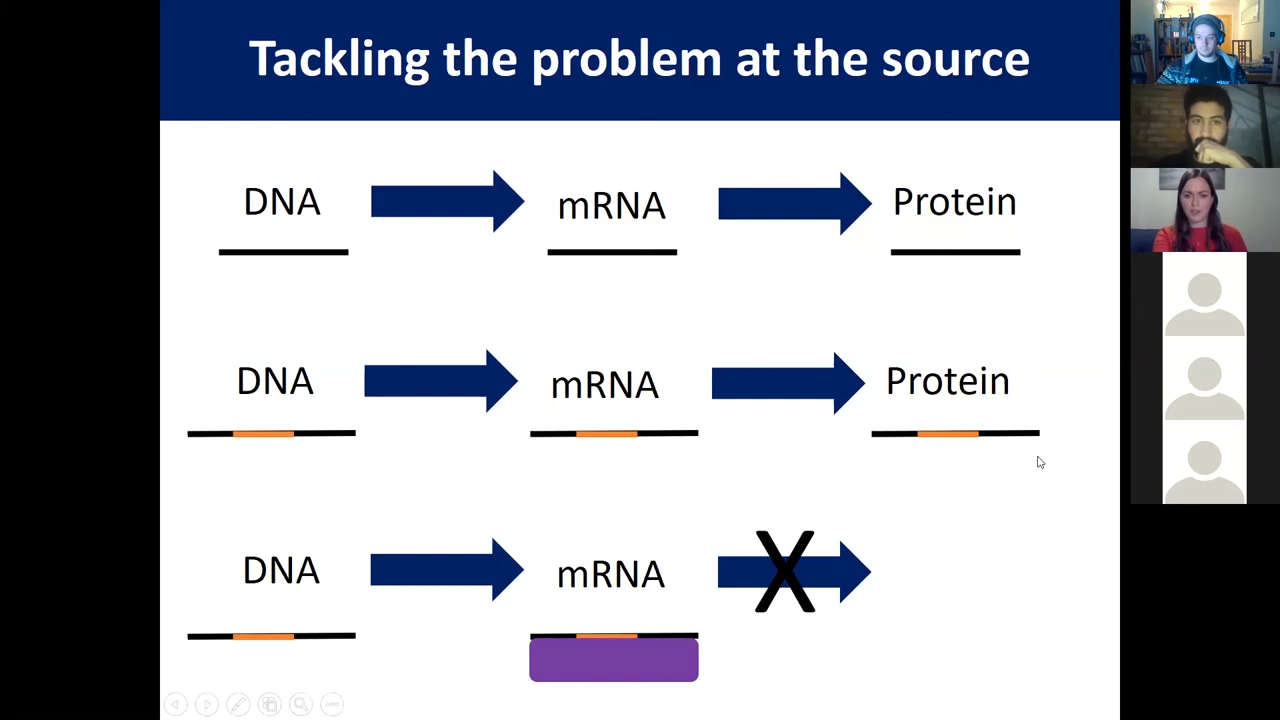 Tackling the problem at the source
DNA mRNA Protein
DNA mRNA Protein
DNA mRNA X